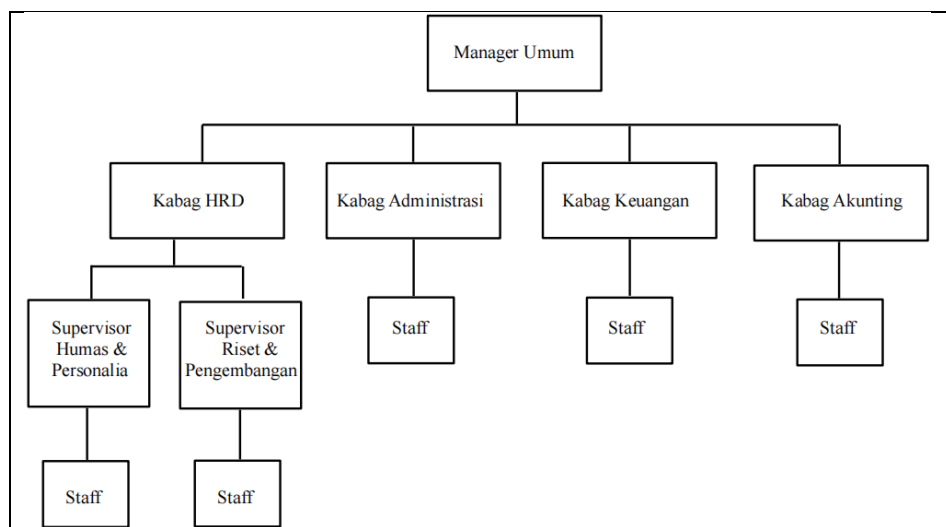 Manager Umum
Kabag HRD
Kabag Administrasi
Kabag Keuangan
Kabag Akunting
Supervisor
Humas &
Personalia
Supervisor
Riset &
Pengembangan
Staff
Staff
Staff
Staff
Staff